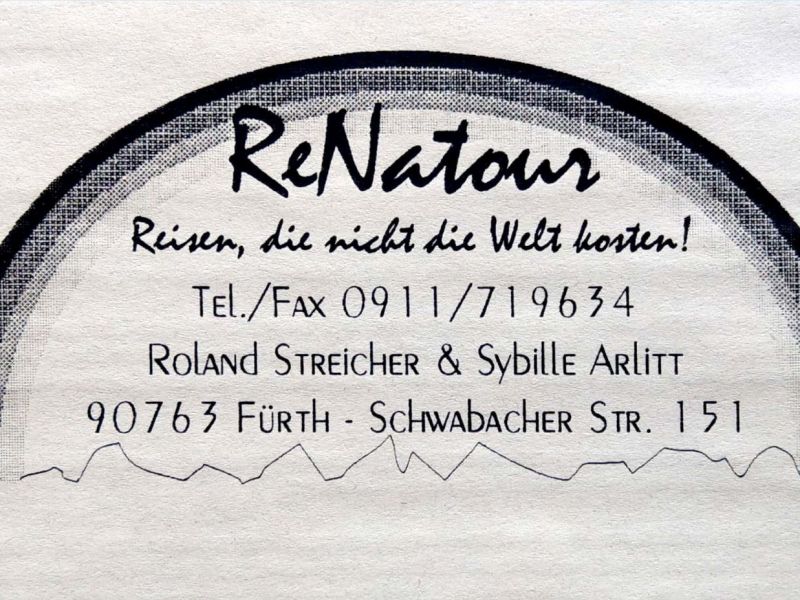 ReNatour
Reisen, die nicht die Welt kosten!
Tel./Fax 0911/719634
Roland Streicher & Sybille Arlitt
90763 Fürth - Schwabacher Str. 151